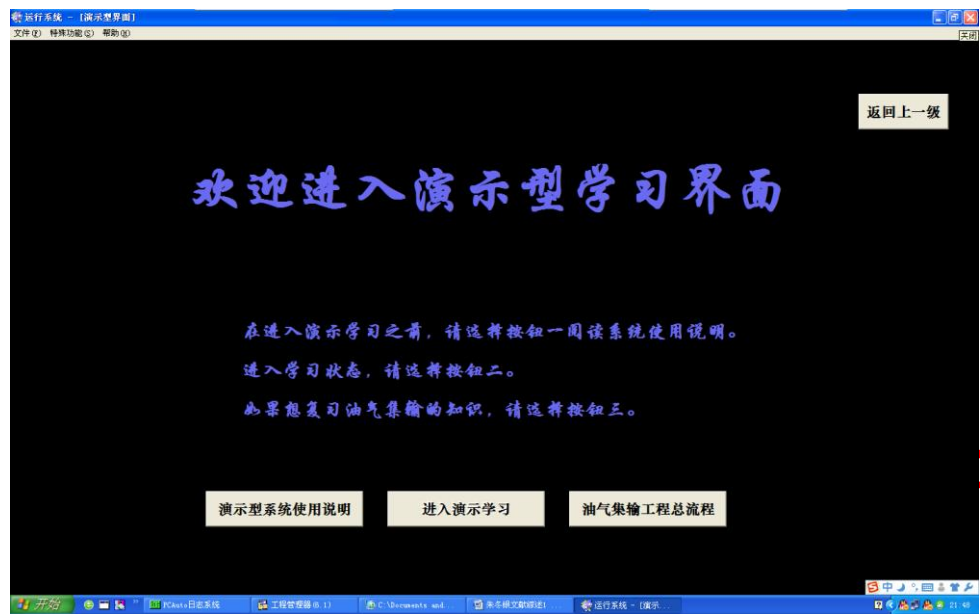 运行系统 - [演示型界面]
文件(F) 特殊功能(S) 帮助(H)
关闭
返回上一级
欢迎进入演示型学习界面
在进入演示学习之前，请选择按钮一阅读系统使用说明。
进入学习状态，请选择按钮二。
如果想复习油气集输的知识，请选择按钮三。
演示型系统使用说明
进入演示学习
油气集输工程总流程
中
开始
PCAuto日志系统
工程管理器(6.1)
C:\Documents and...
运行系统 - [演示...